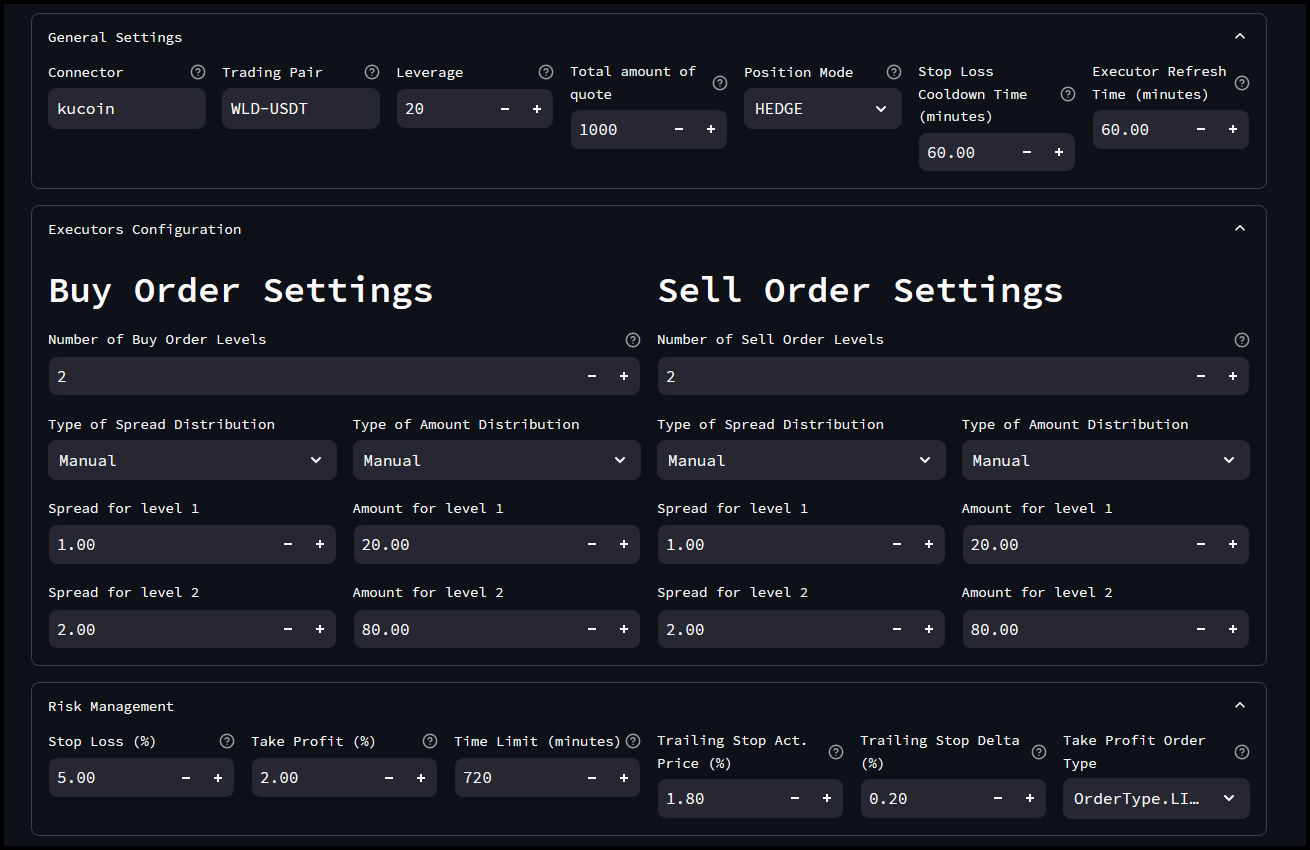 General Settings
Connector
kucoin
Trading Pair
WLD-USDT
Leverage
20
Total amount of
quote
1000
Position Mode
HEDGE
Stop Loss
Cooldown Time
(minutes)
60.00
Executor Refresh
Time (minutes)
60.00
Executors Configuration
Buy Order Settings
Number of Buy Order Levels
2
Type of Spread Distribution
Manual
Type of Amount Distribution
Manual
Spread for level 1
1.00
Amount for level 1
20.00
Spread for level 2
2.00
Amount for level 2
80.00
Sell Order Settings
Number of Sell Order Levels
2
Type of Spread Distribution
Manual
Type of Amount Distribution
Manual
Spread for level 1
1.00
Amount for level 1
20.00
Spread for level 2
2.00
Amount for level 2
80.00
Risk Management
Stop Loss (%)
5.00
Take Profit (%)
2.00
Time Limit (minutes)
720
Trailing Stop Act.
Price (%)
1.80
Trailing Stop Delta
(%)
0.20
Take Profit Order
Type
OrderType.LI…